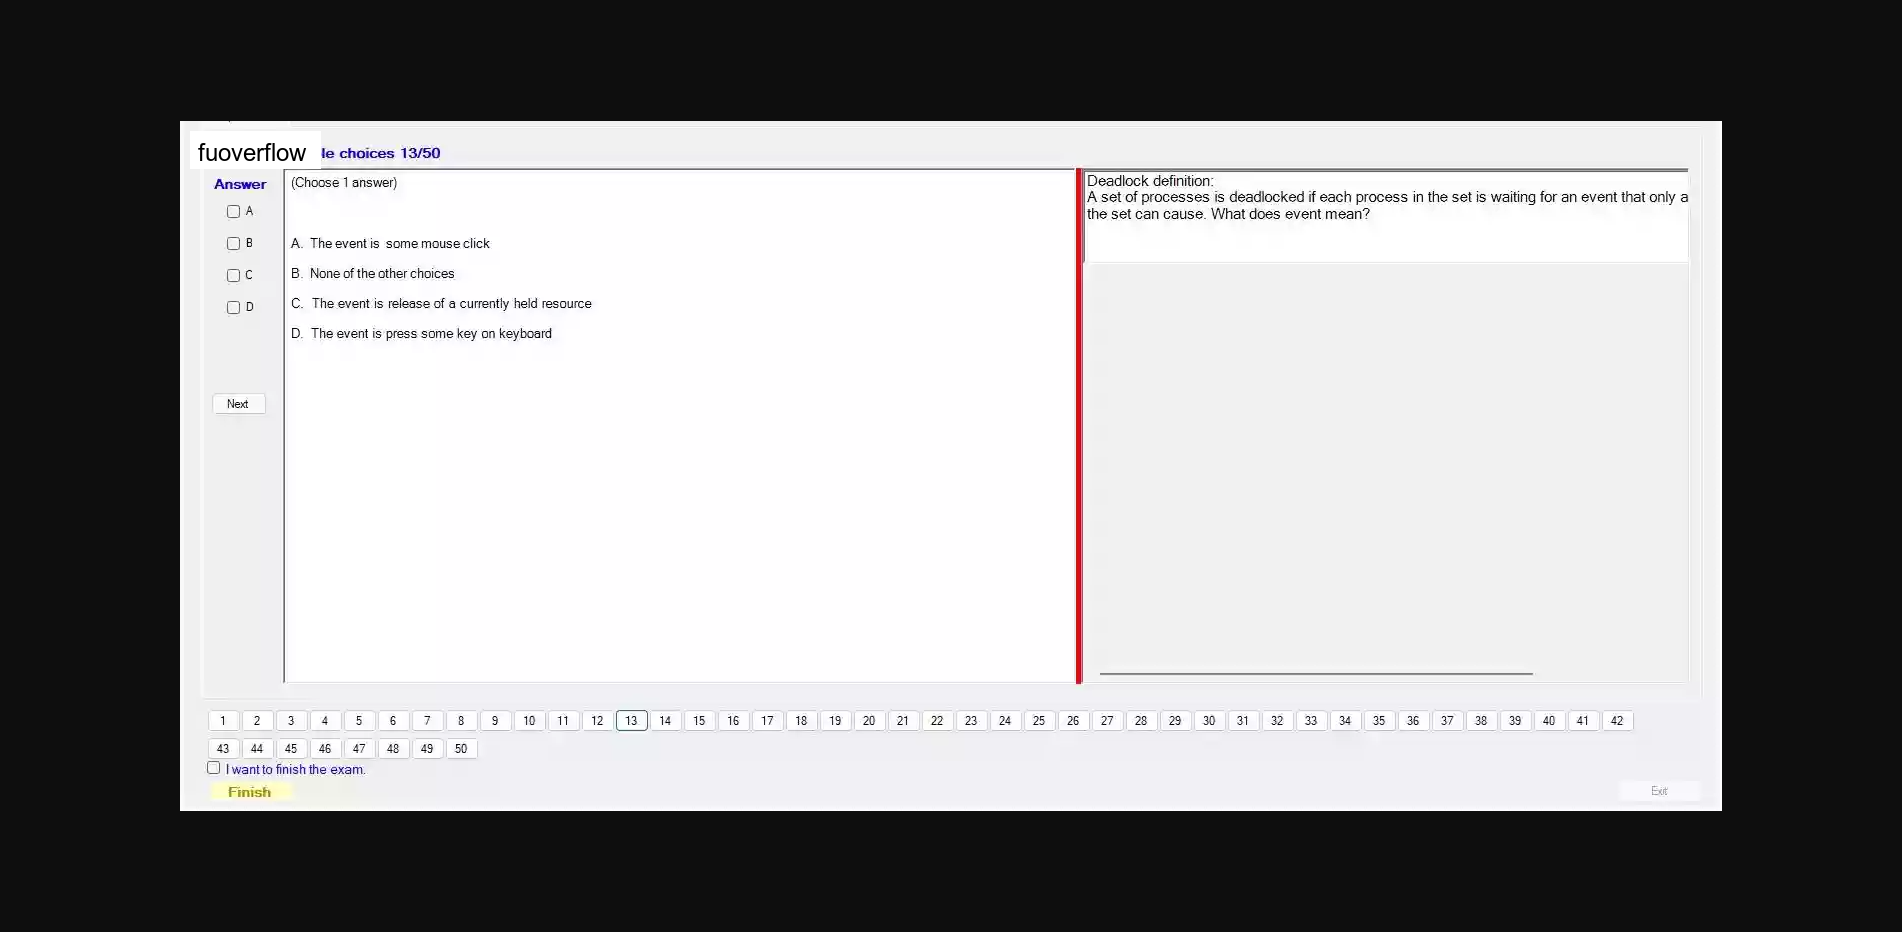 fuoverflow le choices 13/50
Answer
(Choose 1 answer)
A
B
C
D
A. The event is some mouse click
B. None of the other choices
C. The event is release of a currently held resource
D. The event is press some key on keyboard
Next
Deadlock definition:
A set of processes is deadlocked if each process in the set is waiting for an event that only a
the set can cause. What does event mean?
1 2 3 4 5 6 7 8 9 10 11 12 13 14 15 16 17 18 19 20 21 22 23 24 25 26 27 28 29 30 31 32 33 34 35 36 37 38 39 40 41 42
43 44 45 46 47 48 49 50
I want to finish the exam.
Finish
Exit